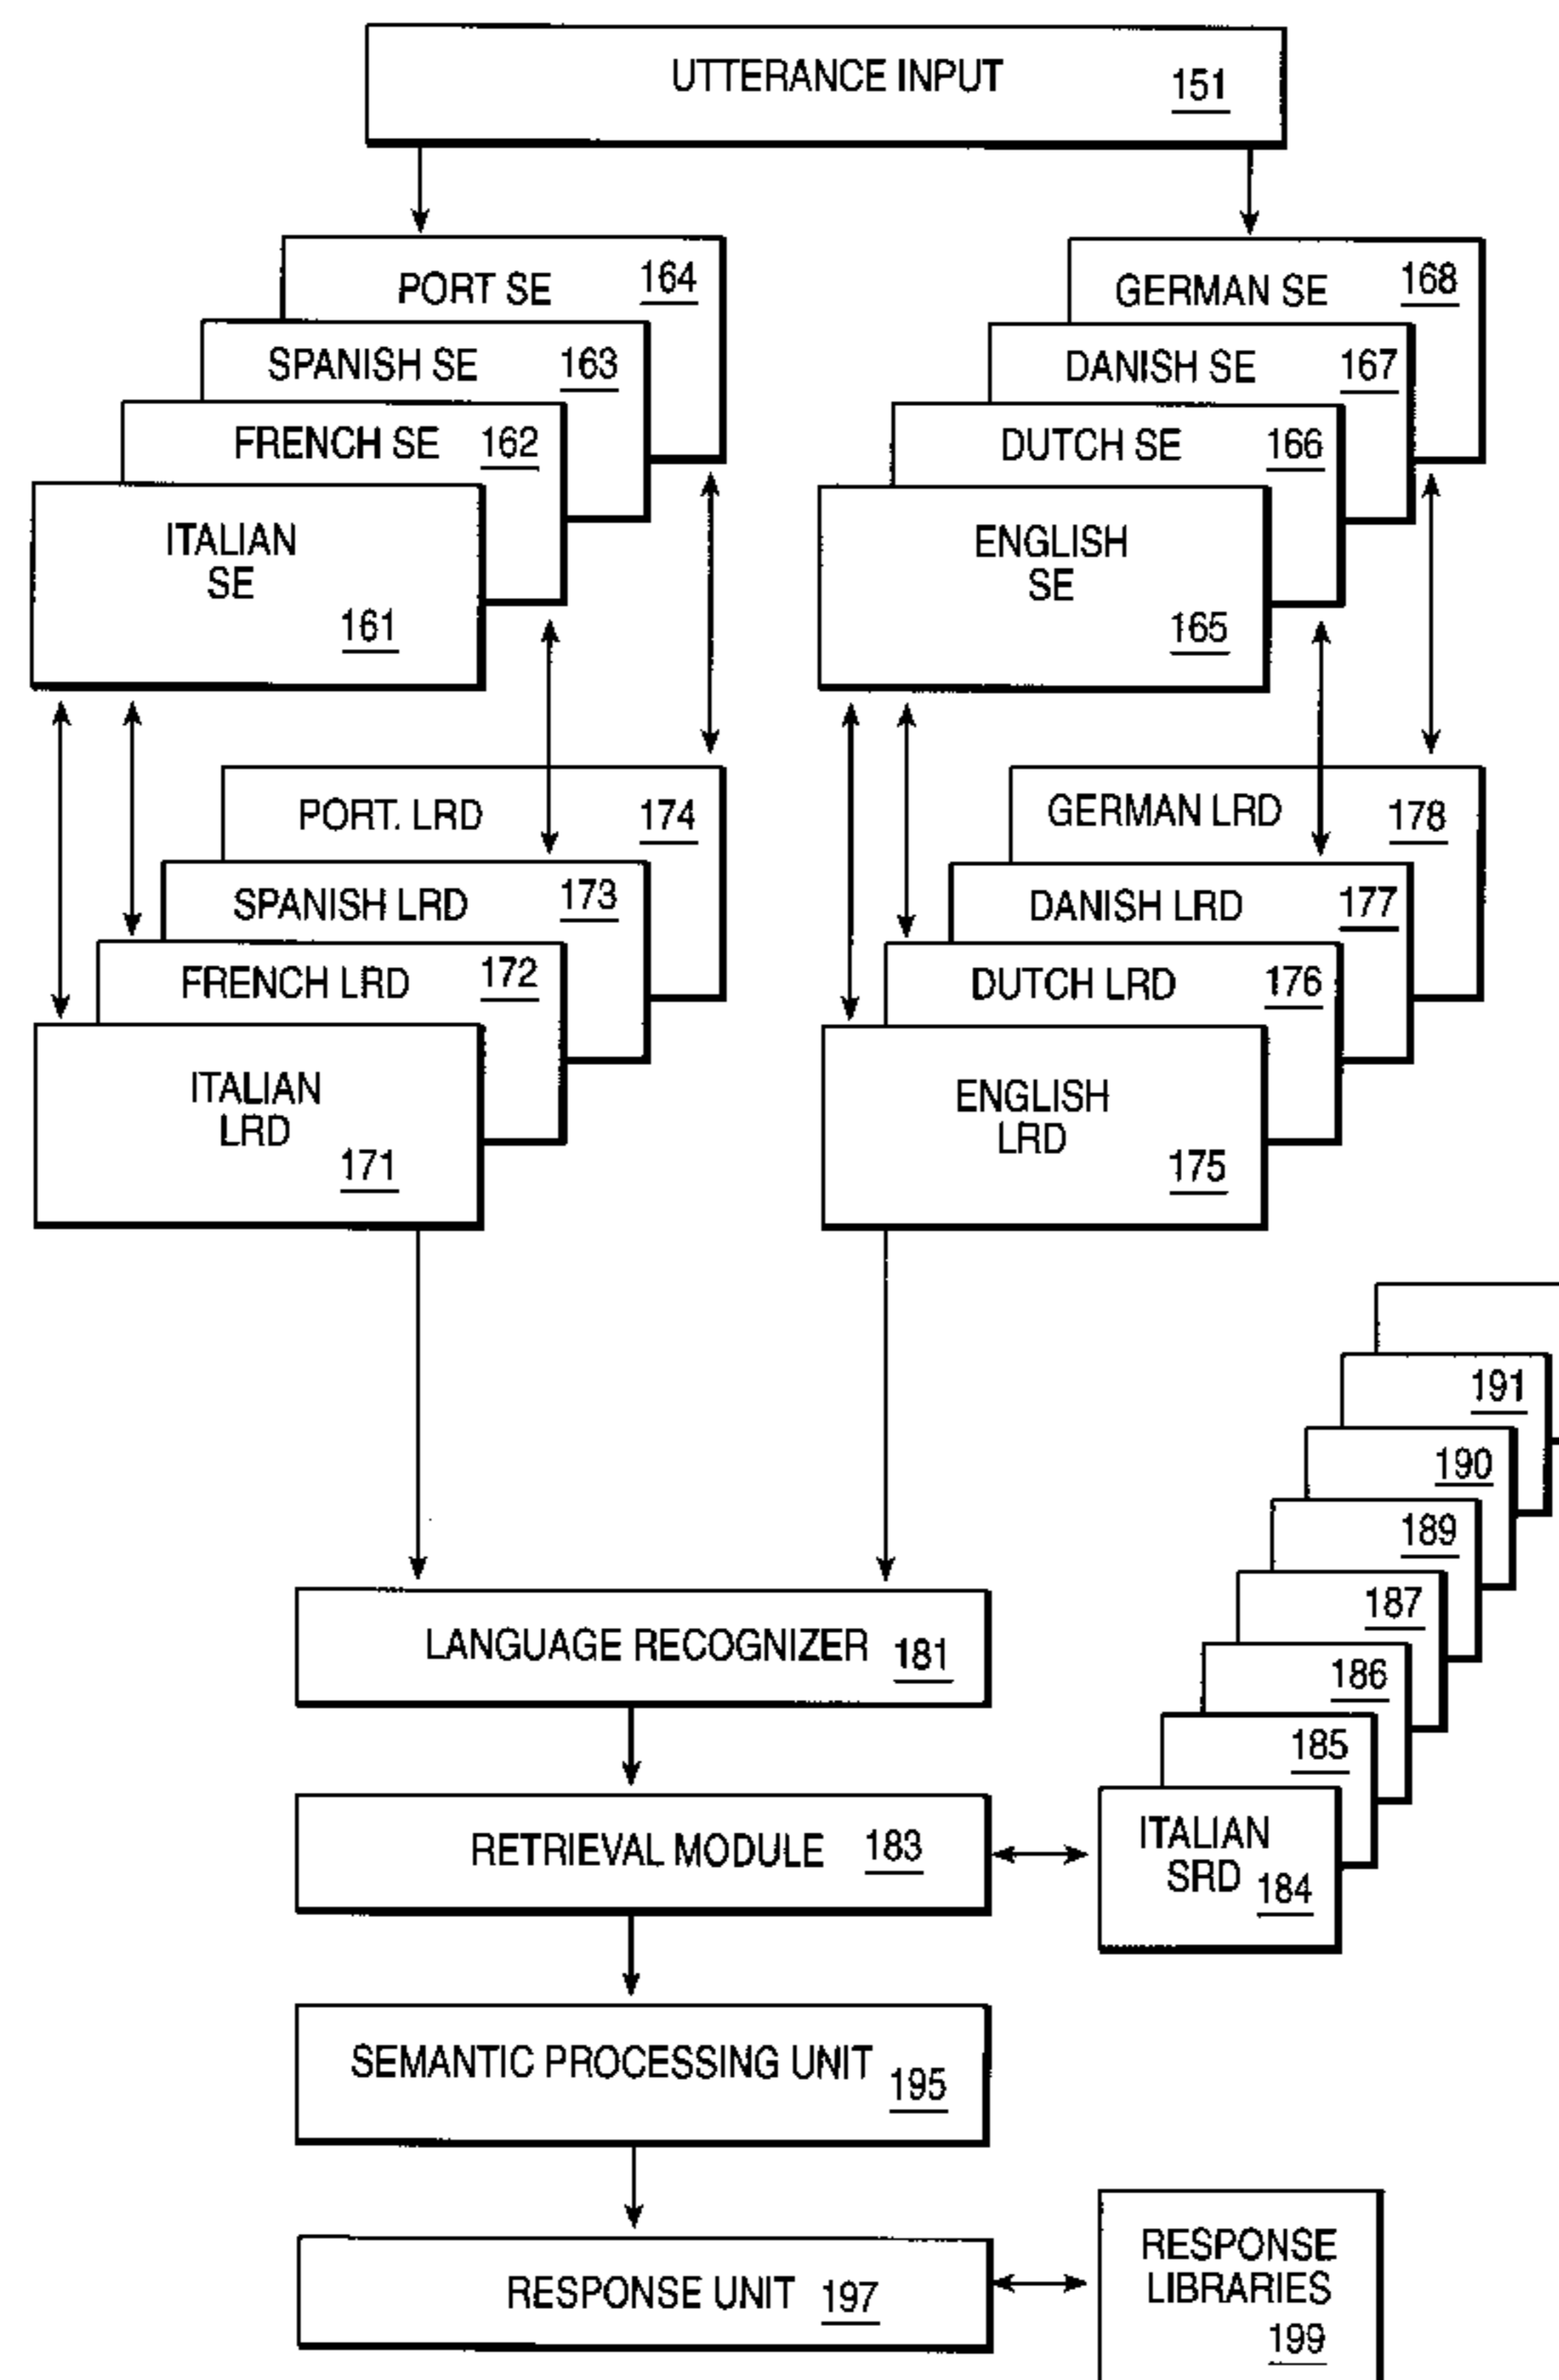 UTTERANCE INPUT 151
PORT SE 164
SPANISH SE 163
FRENCH SE 162
ITALIAN
SE
161
GERMAN SE 168
DANISH SE 167
DUTCH SE 166
ENGLISH
SE
165
PORT. LRD 174
SPANISH LRD 173
FRENCH LRD 172
ITALIAN
LRD
171
GERMAN LRD 178
DANISH LRD 177
DUTCH LRD 176
ENGLISH
LRD
175
191
190
189
187
186
185
ITALIAN
SRD 184
LANGUAGE RECOGNIZER 181
RETRIEVAL MODULE 183
SEMANTIC PROCESSING UNIT 195
RESPONSE UNIT 197
RESPONSE
LIBRARIES
199